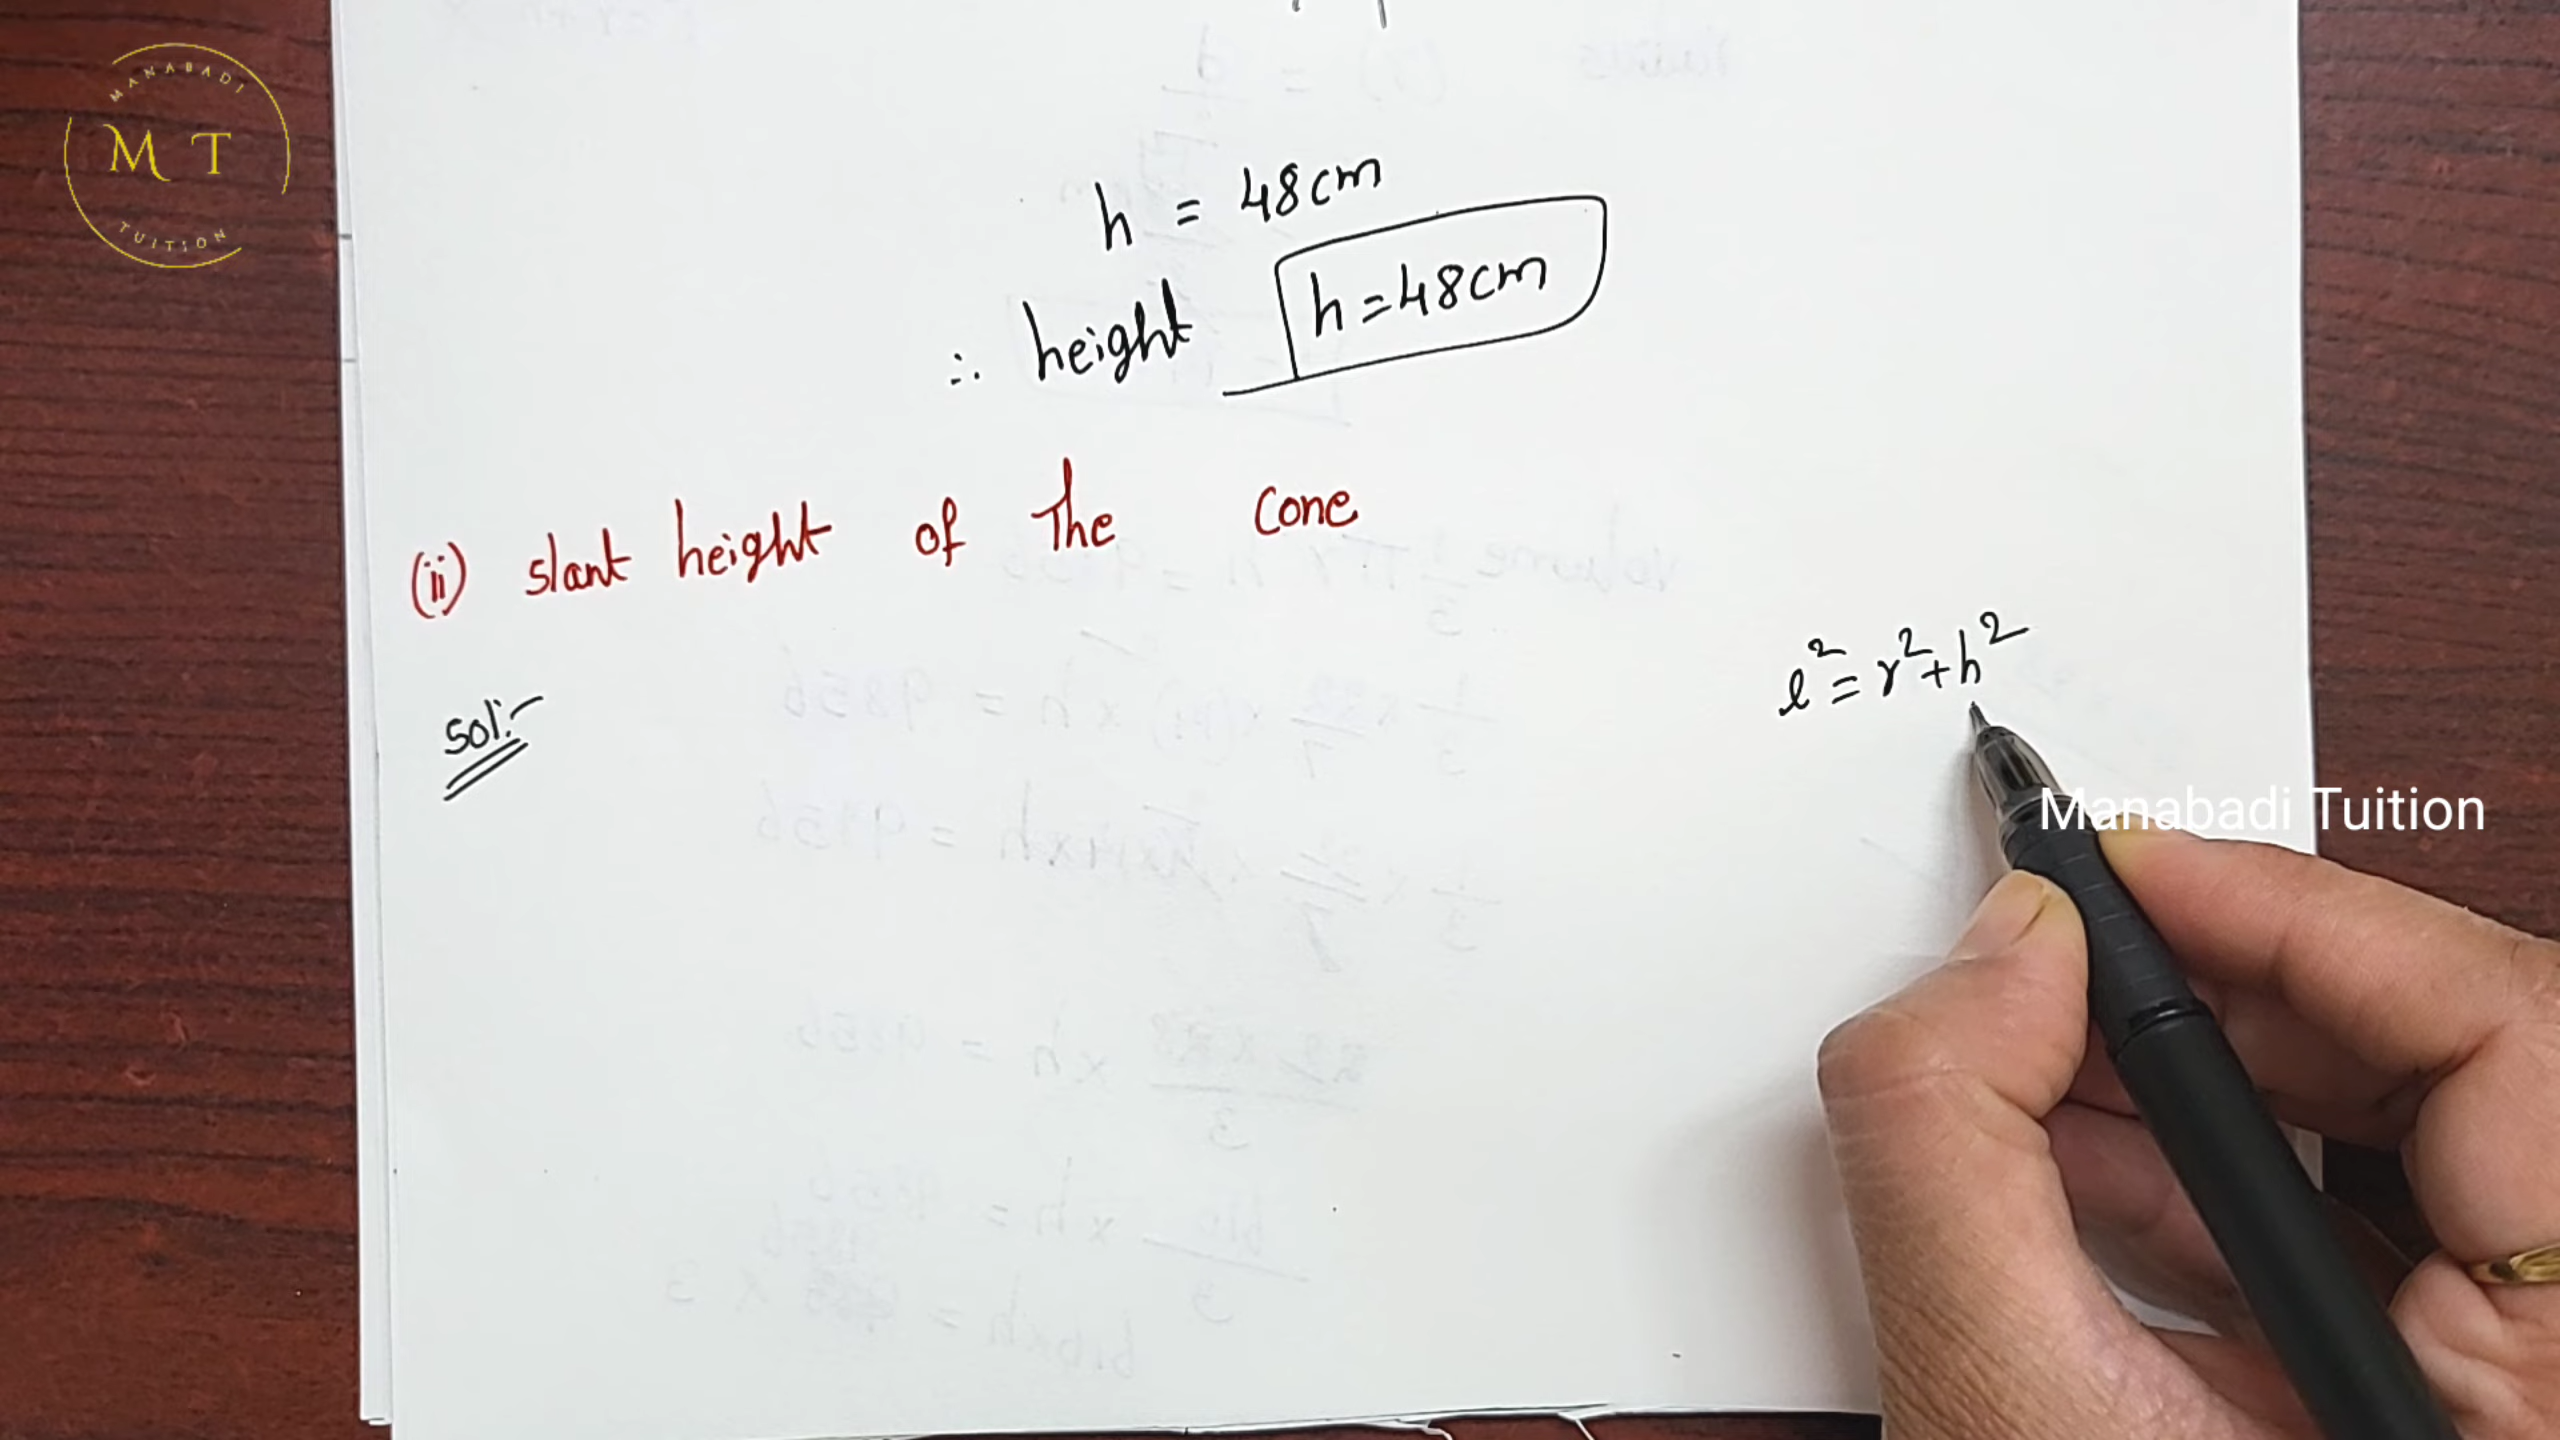 MANABADI
M T
TUITION
h = 48cm
∴ height h=48cm
(ii) slant height of The cone
l²=r²+h²
Sol:-
Manabadi Tuition